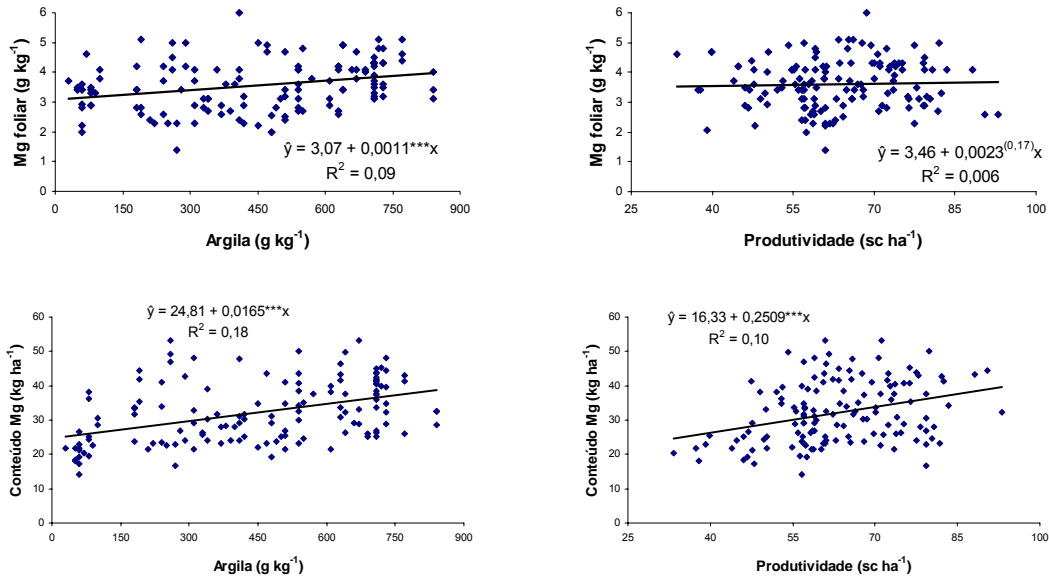 6
5
4
3
2
1
0
Mg foliar (g kg⁻¹)
ŷ = 3,07 + 0,0011***x
R² = 0,09
0 150 300 450 600 750 900
Argila (g kg⁻¹)
6
5
4
3
2
1
0
Mg foliar (g kg⁻¹)
ŷ = 3,46 + 0,0023⁽⁰,¹⁷⁾x
R² = 0,006
25 40 55 70 85 100
Produtividade (sc ha⁻¹)
ŷ = 24,81 + 0,0165***x
R² = 0,18
60
50
40
30
20
10
0
Conteúdo Mg (kg ha⁻¹)
0 150 300 450 600 750 900
Argila (g kg⁻¹)
ŷ = 16,33 + 0,2509***x
R² = 0,10
60
50
40
30
20
10
0
Conteúdo Mg (kg ha⁻¹)
25 40 55 70 85 100
Produtividade (sc ha⁻¹)